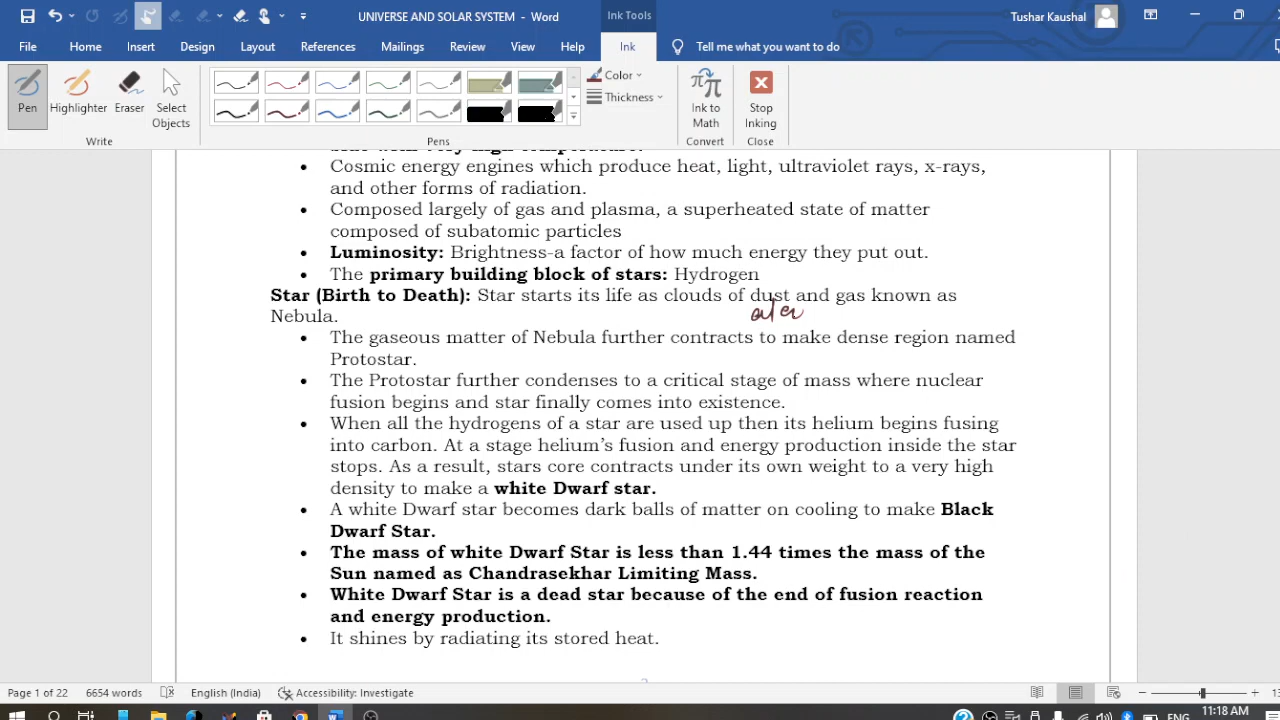 UNIVERSE AND SOLAR SYSTEM - Word
Ink Tools
Tushar Kaushal
File Home Insert Design Layout References Mailings Review View Help Ink Tell me what you want to do
Pen Highlighter Eraser Select Objects
Color
Thickness
Ink to Math
Stop Inking
Write Pens Convert Close
• Cosmic energy engines which produce heat, light, ultraviolet rays, x-rays,
and other forms of radiation.
• Composed largely of gas and plasma, a superheated state of matter
composed of subatomic particles
• Luminosity: Brightness-a factor of how much energy they put out.
• The primary building block of stars: Hydrogen
Star (Birth to Death): Star starts its life as clouds of dust and gas known as
Nebula.
• The gaseous matter of Nebula further contracts to make dense region named
Protostar.
• The Protostar further condenses to a critical stage of mass where nuclear
fusion begins and star finally comes into existence.
• When all the hydrogens of a star are used up then its helium begins fusing
into carbon. At a stage helium's fusion and energy production inside the star
stops. As a result, stars core contracts under its own weight to a very high
density to make a white Dwarf star.
• A white Dwarf star becomes dark balls of matter on cooling to make Black
Dwarf Star.
• The mass of white Dwarf Star is less than 1.44 times the mass of the
Sun named as Chandrasekhar Limiting Mass.
• White Dwarf Star is a dead star because of the end of fusion reaction
and energy production.
• It shines by radiating its stored heat.
Page 1 of 22 6654 words English (India) Accessibility: Investigate
11:18 AM
ENG